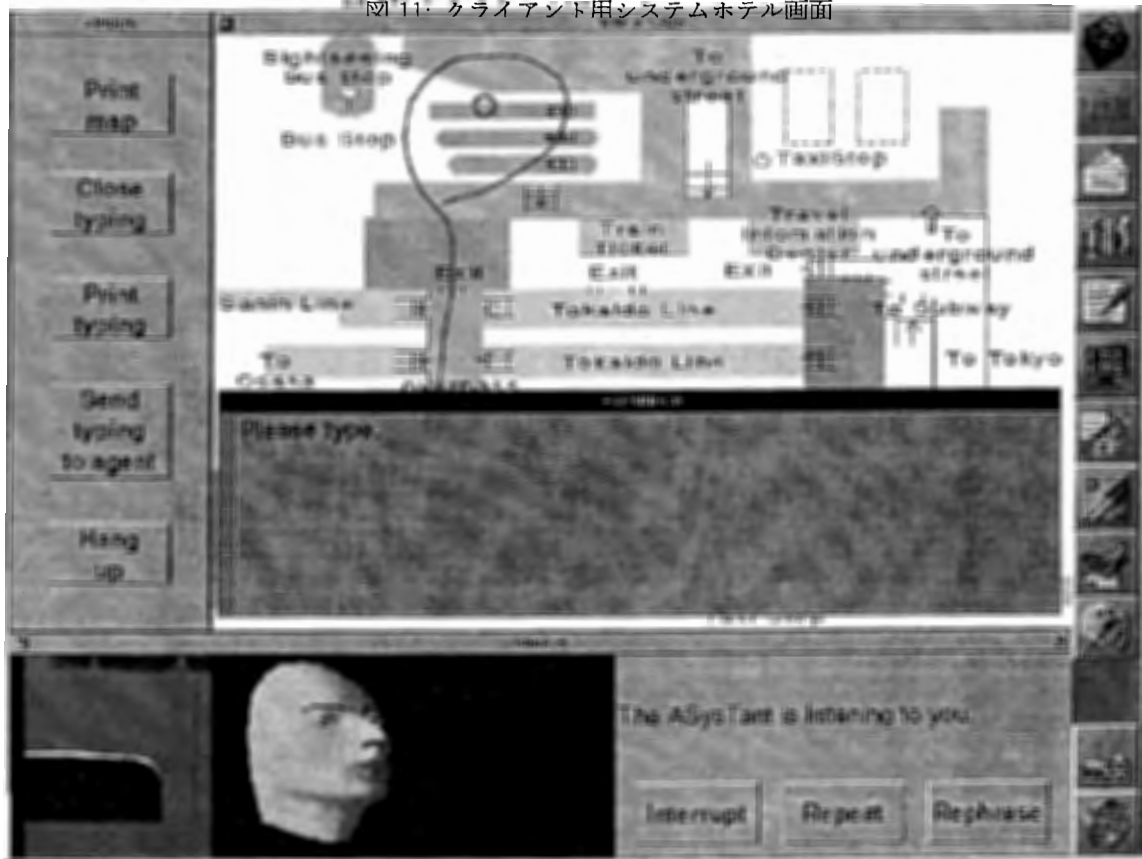 図 11: クライアント用システムホテル画面
Print
map
Close
typing
Print
typing
Send
typing
to agent
Hang
up
Sightseeing
Bus Stop
Bus Stop
To
underground
street
TaxiStop
Train
Ticket
Travel
Information
Center
To
underground
street
Exit
Exit
Exit
Sanin Line
Tokaido Line
To Subway
To
Osaka
Tokaido Line
To Tokyo
Please type.
The ASysTant is listening to you.
Interrupt
Repeat
Rephrase